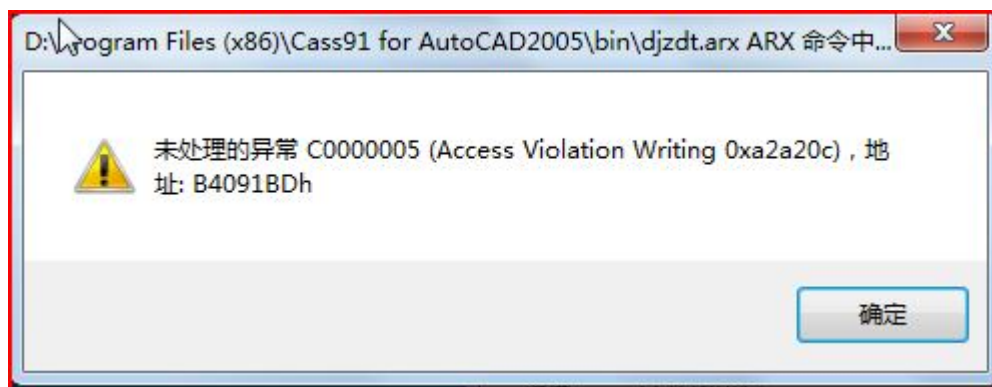 D:\Program Files (x86)\Cass91 for AutoCAD2005\bin\djzdt.arx ARX 命令中...
未处理的异常 C0000005 (Access Violation Writing 0xa2a20c) , 地
址: B4091BDh
确定